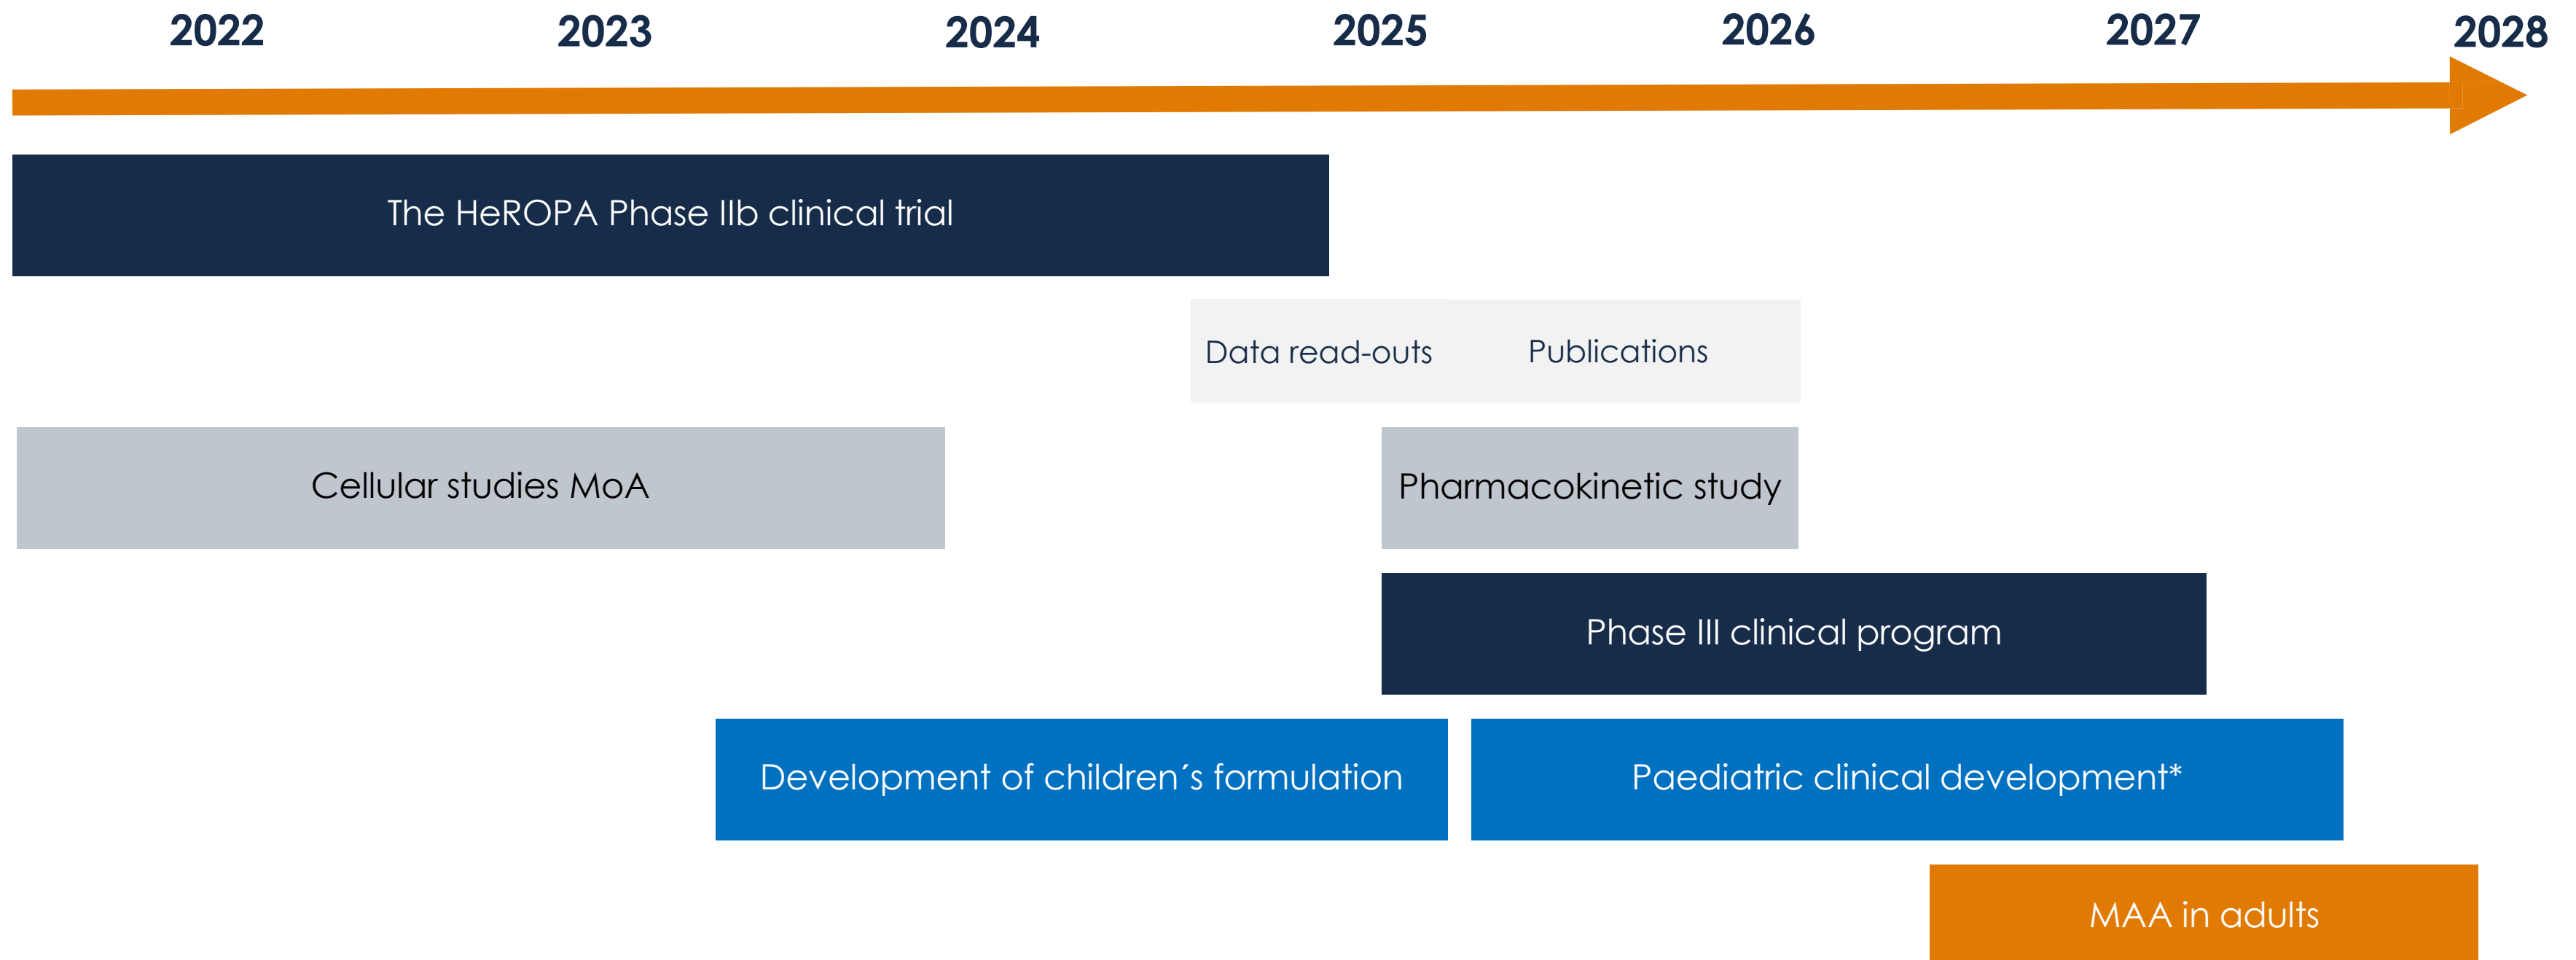 2022 2023 2024 2025 2026 2027 2028
The HeROPA Phase IIb clinical trial
Data read-outs Publications
Cellular studies MoA Pharmacokinetic study
Phase III clinical program
Development of children´s formulation Paediatric clinical development*
MAA in adults